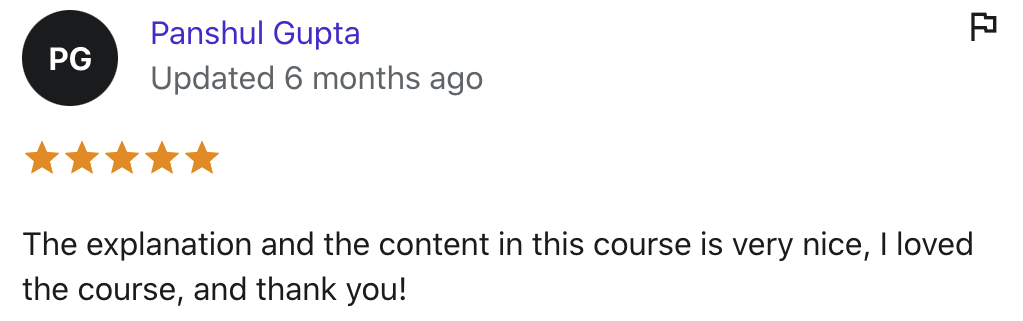 PG
Panshul Gupta
Updated 6 months ago
The explanation and the content in this course is very nice, I loved
the course, and thank you!